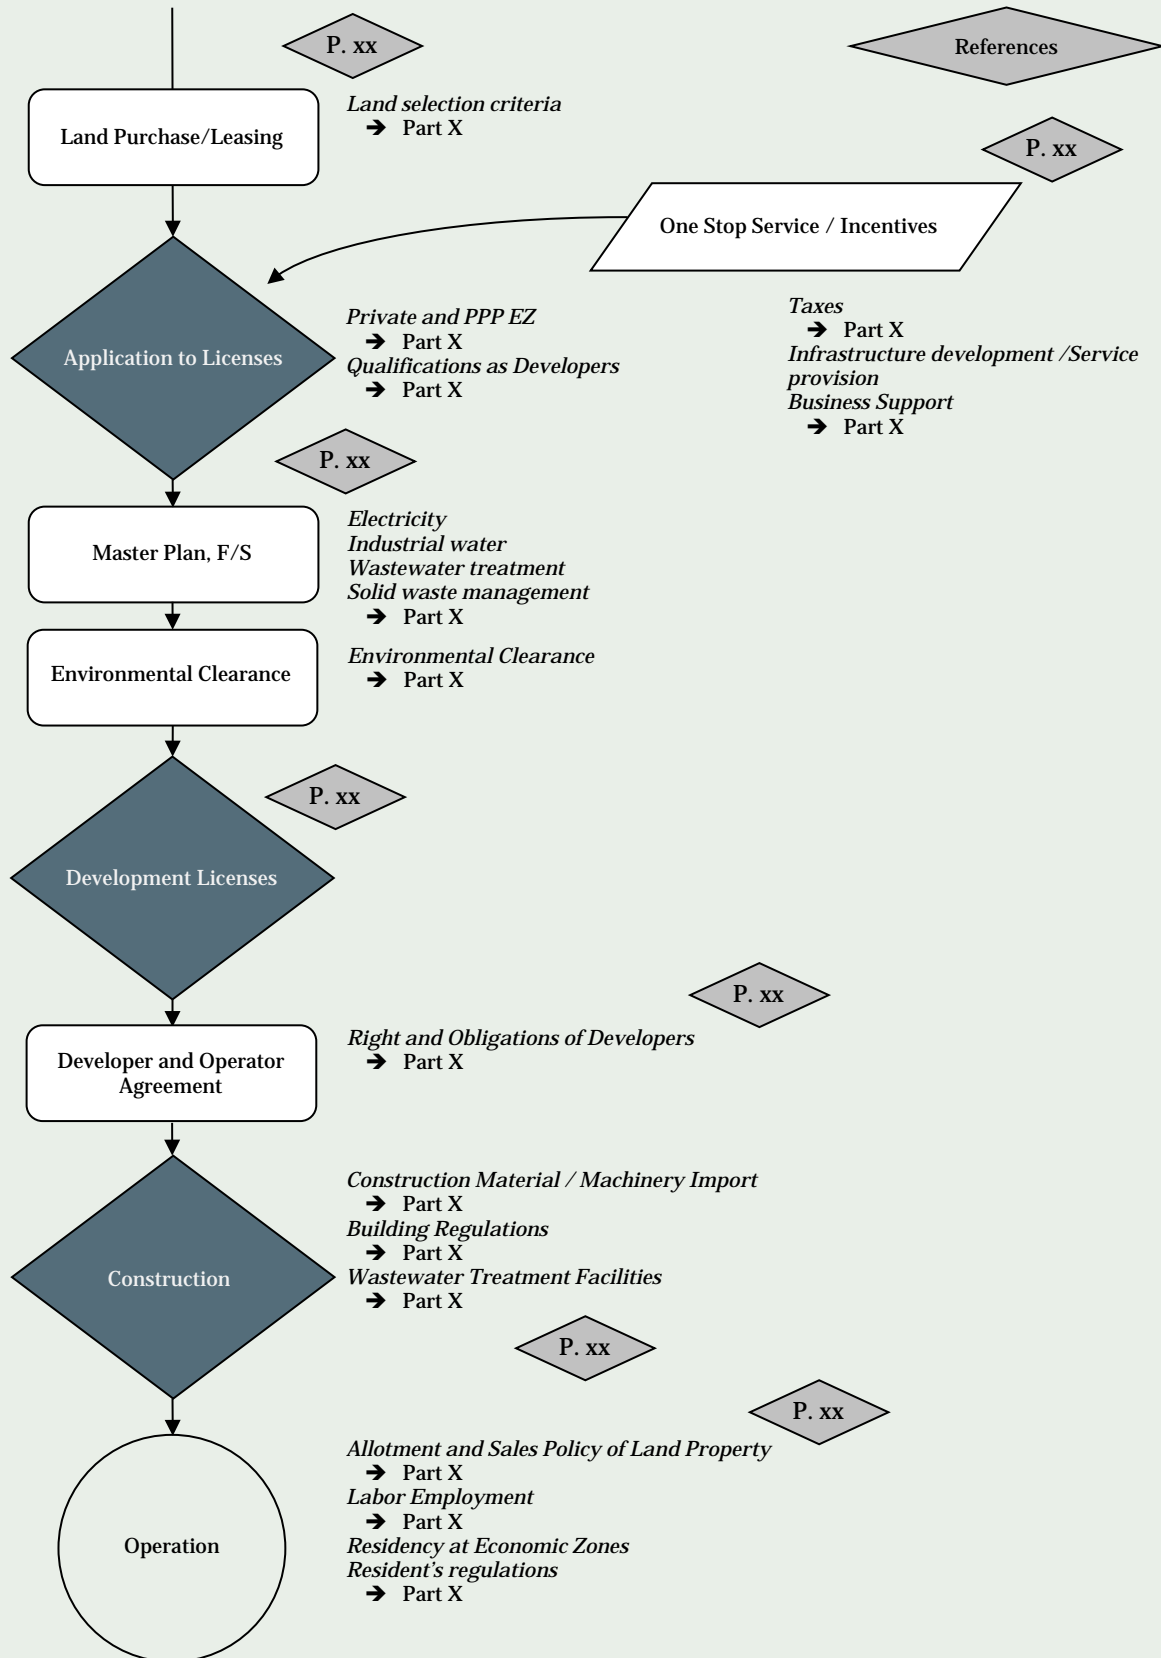 P. xx
References
Land Purchase/Leasing
Land selection criteria
➔ Part X
P. xx
One Stop Service / Incentives
Application to Licenses
Private and PPP EZ
➔ Part X
Qualifications as Developers
➔ Part X
Taxes
➔ Part X
Infrastructure development /Service
provision
Business Support
➔ Part X
P. xx
Master Plan, F/S
Electricity
Industrial water
Wastewater treatment
Solid waste management
➔ Part X
Environmental Clearance
Environmental Clearance
➔ Part X
P. xx
Development Licenses
P. xx
Developer and Operator
Agreement
Right and Obligations of Developers
➔ Part X
Construction
Construction Material / Machinery Import
➔ Part X
Building Regulations
➔ Part X
Wastewater Treatment Facilities
➔ Part X
P. xx
P. xx
Operation
Allotment and Sales Policy of Land Property
➔ Part X
Labor Employment
➔ Part X
Residency at Economic Zones
Resident's regulations
➔ Part X